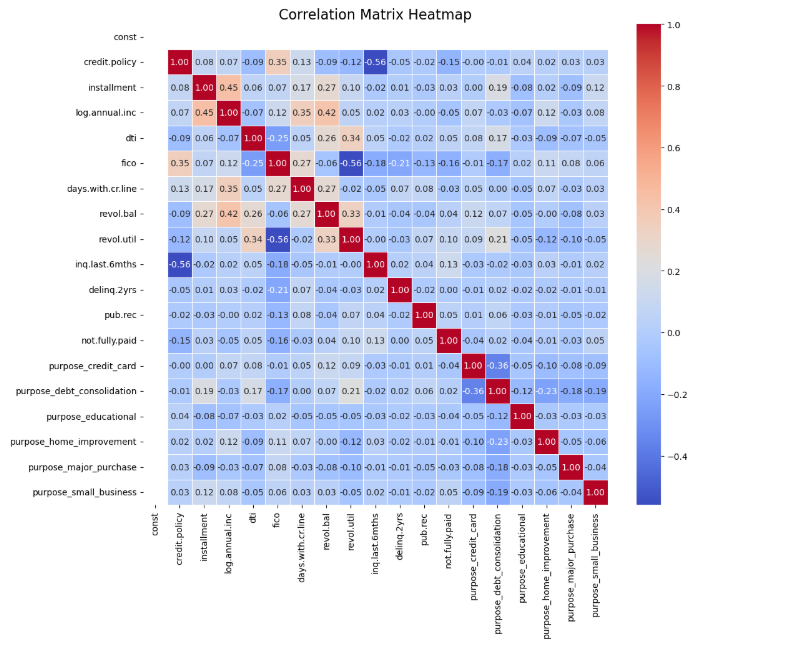 Correlation Matrix Heatmap
const
credit.policy 1.00 0.08 0.07 -0.09 0.35 0.13 -0.09 -0.12 -0.56 -0.05 -0.02 -0.15 -0.00 -0.01 0.04 0.02 0.03 0.03
installment 0.08 1.00 0.45 0.06 0.07 0.17 0.27 0.10 -0.02 0.01 -0.03 0.03 0.00 0.19 -0.08 0.02 -0.09 0.12
log.annual.inc 0.07 0.45 1.00 -0.07 0.12 0.35 0.42 0.05 0.02 0.03 -0.00 -0.05 0.07 -0.03 -0.07 0.12 -0.03 0.08
dti -0.09 0.06 -0.07 1.00 -0.25 0.05 0.26 0.34 0.05 -0.02 0.02 0.05 0.08 0.17 -0.03 -0.09 -0.07 -0.05
fico 0.35 0.07 0.12 -0.25 1.00 0.27 -0.06 -0.56 -0.18 -0.21 -0.13 -0.16 -0.01 -0.17 0.02 0.11 0.08 0.06
days.with.cr.line 0.13 0.17 0.35 0.05 0.27 1.00 0.27 -0.02 -0.05 0.07 0.08 -0.03 0.05 0.00 -0.05 0.07 -0.03 0.03
revol.bal -0.09 0.27 0.42 0.26 -0.06 0.27 1.00 0.33 -0.01 -0.04 -0.04 0.04 0.12 0.07 -0.05 -0.00 -0.08 0.03
revol.util -0.12 0.10 0.05 0.34 -0.56 -0.02 0.33 1.00 -0.00 -0.03 0.07 0.10 0.09 0.21 -0.05 -0.12 -0.10 -0.05
inq.last.6mths -0.56 -0.02 0.02 0.05 -0.18 -0.05 -0.01 -0.00 1.00 0.02 0.04 0.13 -0.03 -0.02 -0.03 0.03 -0.01 0.02
delinq.2yrs -0.05 0.01 0.03 -0.02 -0.21 0.07 -0.04 -0.03 0.02 1.00 -0.02 0.00 -0.01 0.02 -0.02 -0.02 -0.01 -0.01
pub.rec -0.02 -0.03 -0.00 0.02 -0.13 0.08 -0.04 0.07 0.04 -0.02 1.00 0.05 0.01 0.06 -0.03 -0.01 -0.05 -0.02
not.fully.paid -0.15 0.03 -0.05 0.05 -0.16 -0.03 0.04 0.10 0.13 0.00 0.05 1.00 -0.04 0.02 -0.04 -0.01 -0.03 0.05
purpose_credit_card -0.00 0.00 0.07 0.08 -0.01 0.05 0.12 0.09 -0.03 -0.01 0.01 -0.04 1.00 -0.36 -0.05 -0.10 -0.08 -0.09
purpose_debt_consolidation -0.01 0.19 -0.03 0.17 -0.17 0.00 0.07 0.21 -0.02 0.02 0.06 0.02 -0.36 1.00 -0.12 -0.23 -0.18 -0.19
purpose_educational 0.04 -0.08 -0.07 -0.03 0.02 -0.05 -0.05 -0.05 -0.03 -0.02 -0.03 -0.04 -0.05 -0.12 1.00 -0.03 -0.03 -0.03
purpose_home_improvement 0.02 0.02 0.12 -0.09 0.11 0.07 -0.00 -0.12 0.03 -0.02 -0.01 -0.01 -0.10 -0.23 -0.03 1.00 -0.05 -0.06
purpose_major_purchase 0.03 -0.09 -0.03 -0.07 0.08 -0.03 -0.08 -0.10 -0.01 -0.01 -0.05 -0.03 -0.08 -0.18 -0.03 -0.05 1.00 -0.04
purpose_small_business 0.03 0.12 0.08 -0.05 0.06 0.03 0.03 -0.05 0.02 -0.01 -0.02 0.05 -0.09 -0.19 -0.03 -0.06 -0.04 1.00
const
credit.policy
installment
log.annual.inc
dti
fico
days.with.cr.line
revol.bal
revol.util
inq.last.6mths
delinq.2yrs
pub.rec
not.fully.paid
purpose_credit_card
purpose_debt_consolidation
purpose_educational
purpose_home_improvement
purpose_major_purchase
purpose_small_business
1.0
0.8
0.6
0.4
0.2
0.0
−0.2
−0.4